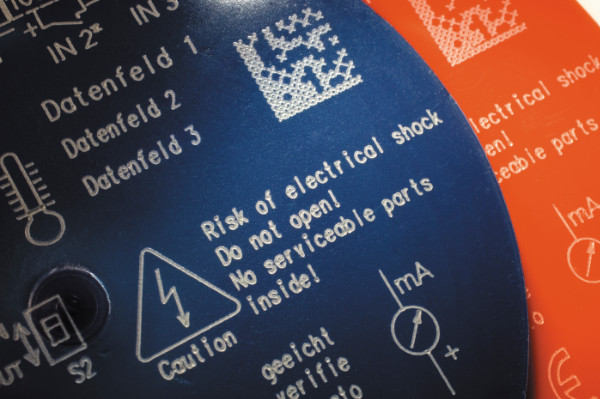 IN 2*
IN 3
Datenfeld 1
Datenfeld 2
Datenfeld 3
Risk of electrical shock
Do not open!
No serviceable parts
inside!
Caution
S2
mA
+
geeicht
verifie
lectrical shock
en!
ceable parts
mA